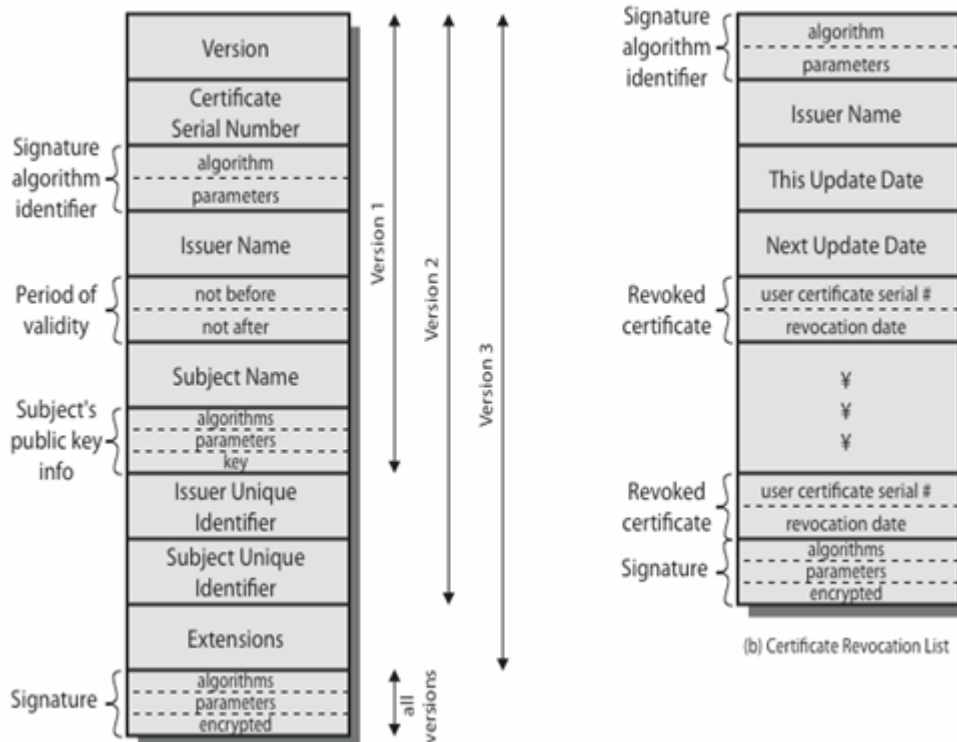 Version
Certificate
Serial Number
Signature
algorithm
identifier
algorithm
parameters
Issuer Name
Period of
validity
not before
not after
Subject Name
Subject's
public key
info
algorithms
parameters
key
Issuer Unique
Identifier
Subject Unique
Identifier
Extensions
Signature
algorithms
parameters
encrypted
Version 1
Version 2
Version 3
all
versions
Signature
algorithm
identifier
algorithm
parameters
Issuer Name
This Update Date
Next Update Date
Revoked
certificate
user certificate serial #
revocation date
¥
¥
¥
Revoked
certificate
user certificate serial #
revocation date
Signature
algorithms
parameters
encrypted
(b) Certificate Revocation List